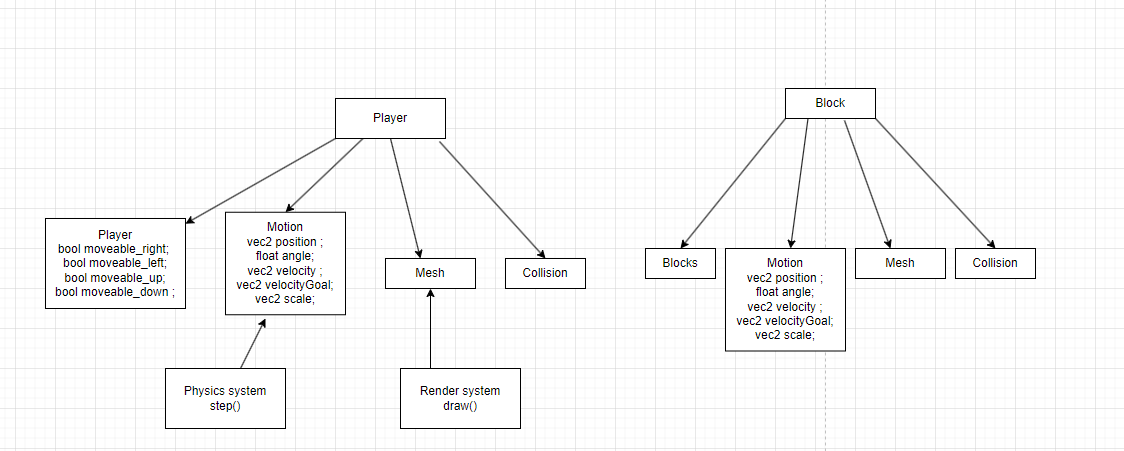 Player
Block
Player
bool moveable_right;
bool moveable_left;
bool moveable_up;
bool moveable_down ;
Motion
vec2 position ;
float angle;
vec2 velocity ;
vec2 velocityGoal;
vec2 scale;
Mesh
Collision
Blocks
Motion
vec2 position ;
float angle;
vec2 velocity ;
vec2 velocityGoal;
vec2 scale;
Mesh
Collision
Physics system
step()
Render system
draw()